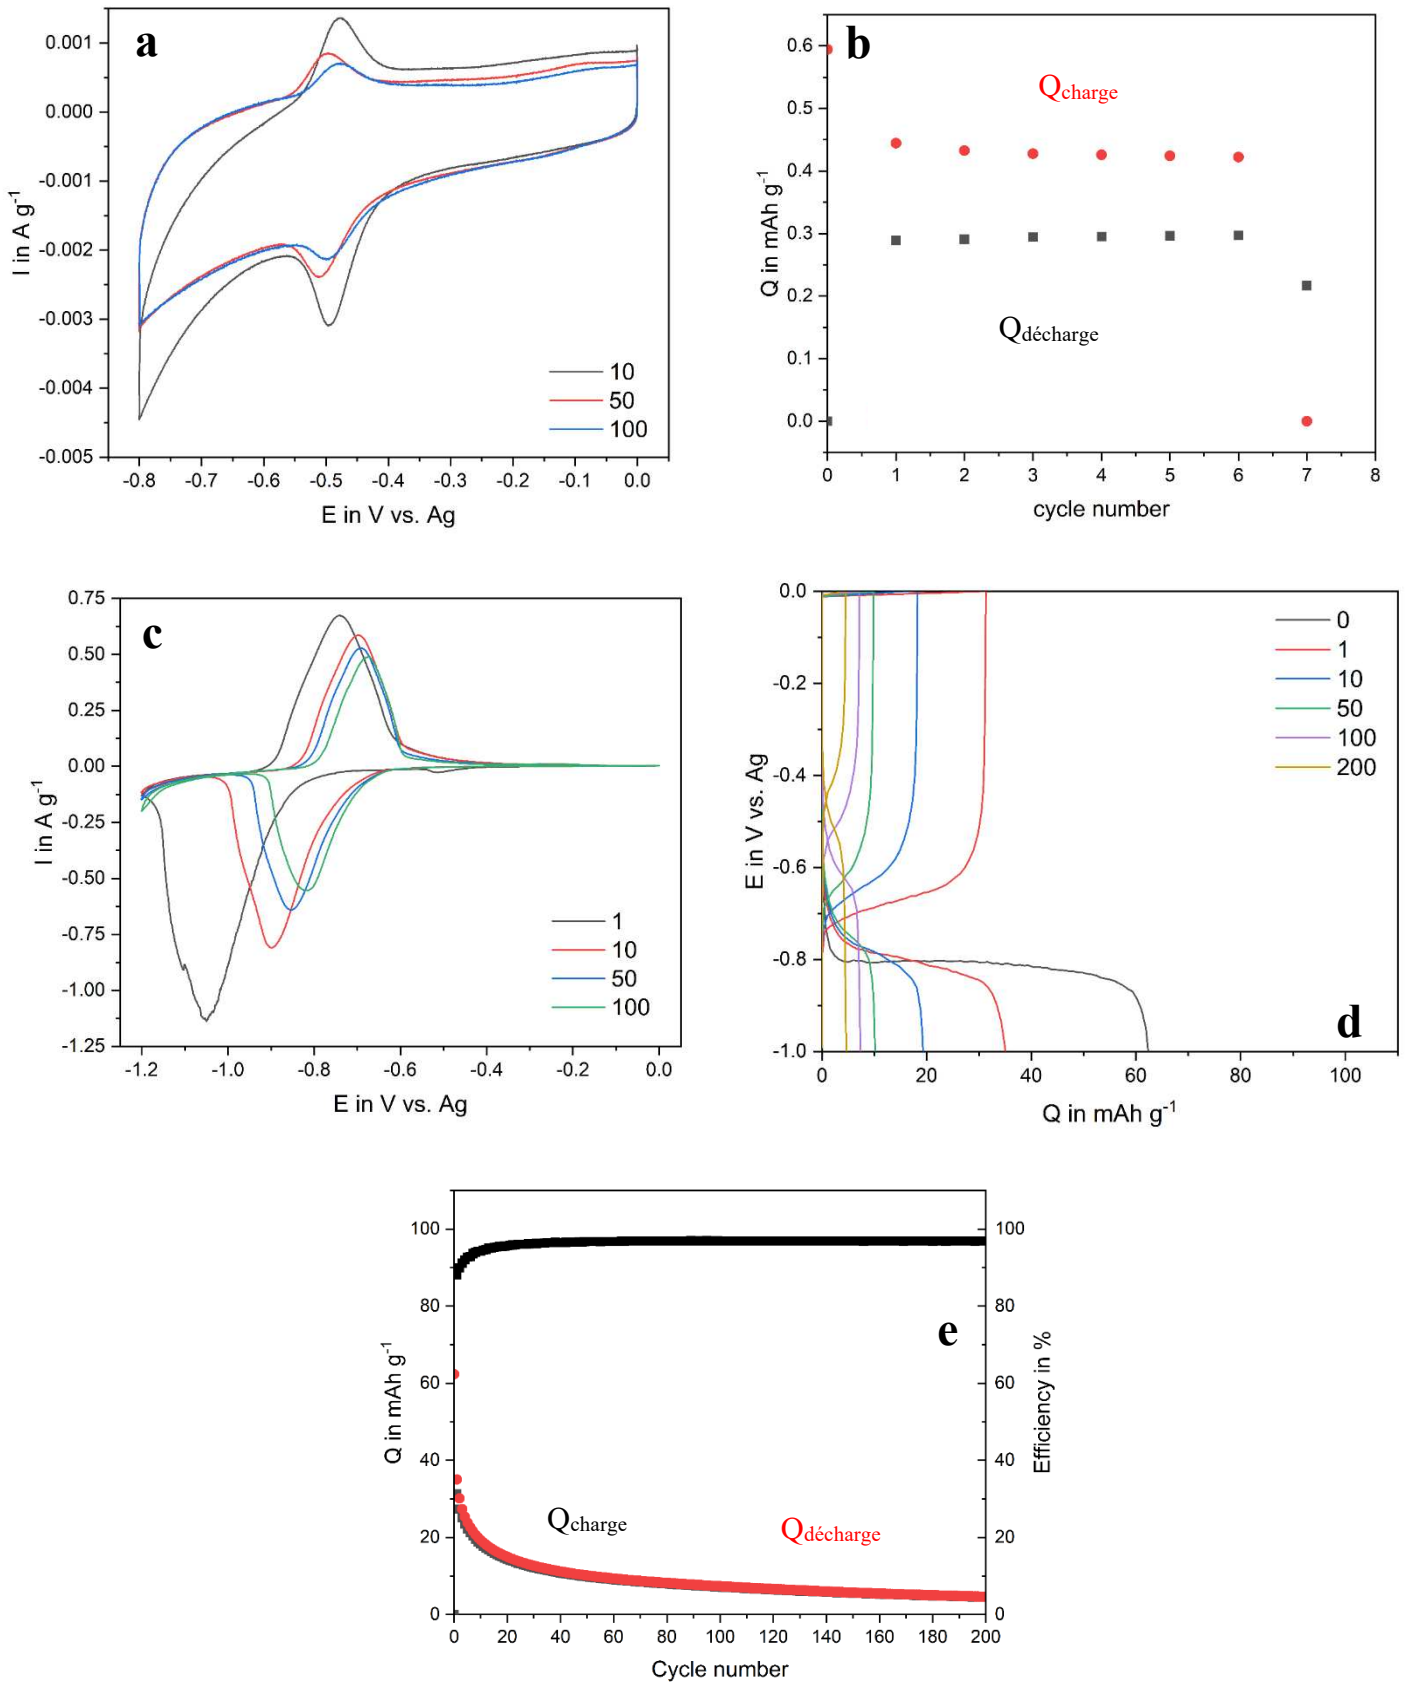 a
I in A g⁻¹
0.001
0.000
-0.001
-0.002
-0.003
-0.004
-0.005
10
50
100
-0.8 -0.7 -0.6 -0.5 -0.4 -0.3 -0.2 -0.1 0.0
E in V vs. Ag
b
Q in mAh g⁻¹
0.6
0.5
0.4
0.3
0.2
0.1
0.0
Qcharge
Qdécharge
0 1 2 3 4 5 6 7 8
cycle number
c
I in A g⁻¹
0.75
0.50
0.25
0.00
-0.25
-0.50
-0.75
-1.00
-1.25
1
10
50
100
-1.2 -1.0 -0.8 -0.6 -0.4 -0.2 0.0
E in V vs. Ag
E in V vs. Ag
0.0
-0.2
-0.4
-0.6
-0.8
-1.0
0
1
10
50
100
200
d
0 20 40 60 80 100
Q in mAh g⁻¹
e
Q in mAh g⁻¹
100
80
60
40
20
0
Qcharge
Qdécharge
100
80
60
40
20
0
Efficiency in %
0 20 40 60 80 100 120 140 160 180 200
Cycle number